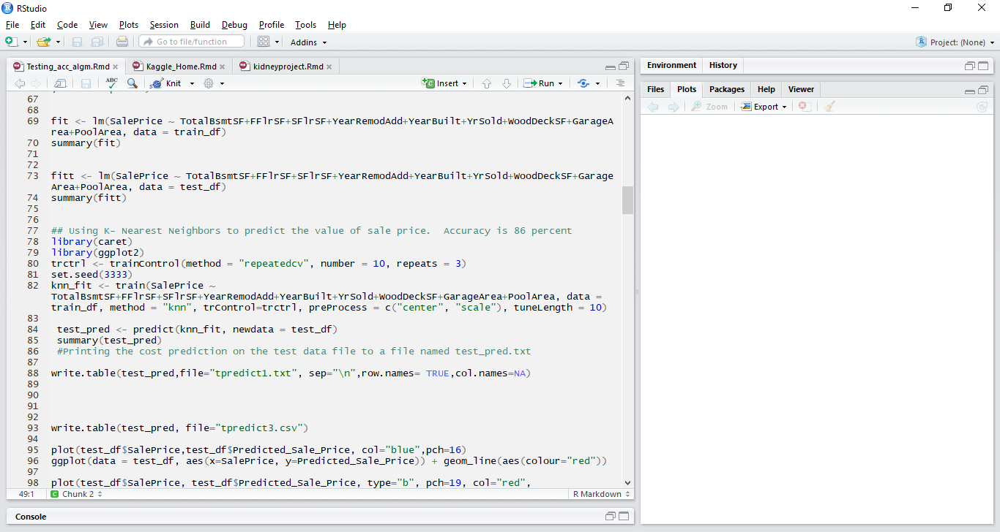 RStudio
File Edit Code View Plots Session Build Debug Profile Tools Help
Go to file/function Addins Project: (None)
Testing_acc_algm.Rmd Kaggle_Home.Rmd kidneyproject.Rmd
ABC Knit Insert Run
67
68
69 fit <- lm(SalePrice ~ TotalBsmtSF+FFlrSF+SFlrSF+YearRemodAdd+YearBuilt+YrSold+WoodDeckSF+GarageA
rea+PoolArea, data = train_df)
70 summary(fit)
71
72
73 fitt <- lm(SalePrice ~ TotalBsmtSF+FFlrSF+SFlrSF+YearRemodAdd+YearBuilt+YrSold+WoodDeckSF+Garage
Area+PoolArea, data = test_df)
74 summary(fitt)
75
76
77 ## Using K- Nearest Neighbors to predict the value of sale price.  Accuracy is 86 percent
78 library(caret)
79 library(ggplot2)
80 trctrl <- trainControl(method = "repeatedcv", number = 10, repeats = 3)
81 set.seed(3333)
82 knn_fit <- train(SalePrice ~
TotalBsmtSF+FFlrSF+SFlrSF+YearRemodAdd+YearBuilt+YrSold+WoodDeckSF+GarageArea+PoolArea, data =
train_df, method = "knn", trControl=trctrl, preProcess = c("center", "scale"), tuneLength = 10)
83
84 test_pred <- predict(knn_fit, newdata = test_df)
85 summary(test_pred)
86 #Printing the cost prediction on the test data file to a file named test_pred.txt
87
88 write.table(test_pred,file="tpredict1.txt", sep="\n",row.names= TRUE,col.names=NA)
89
90
91
92
93 write.table(test_pred, file="tpredict3.csv")
94
95 plot(test_df$SalePrice,test_df$Predicted_Sale_Price, col="blue",pch=16)
96 ggplot(data = test_df, aes(x=SalePrice, y=Predicted_Sale_Price)) + geom_line(aes(colour="red"))
97
98 plot(test_df$SalePrice, test_df$Predicted_Sale_Price, type="b", pch=19, col="red",
49:1 C Chunk 2 R Markdown
Console
Environment History
Files Plots Packages Help Viewer
Zoom Export